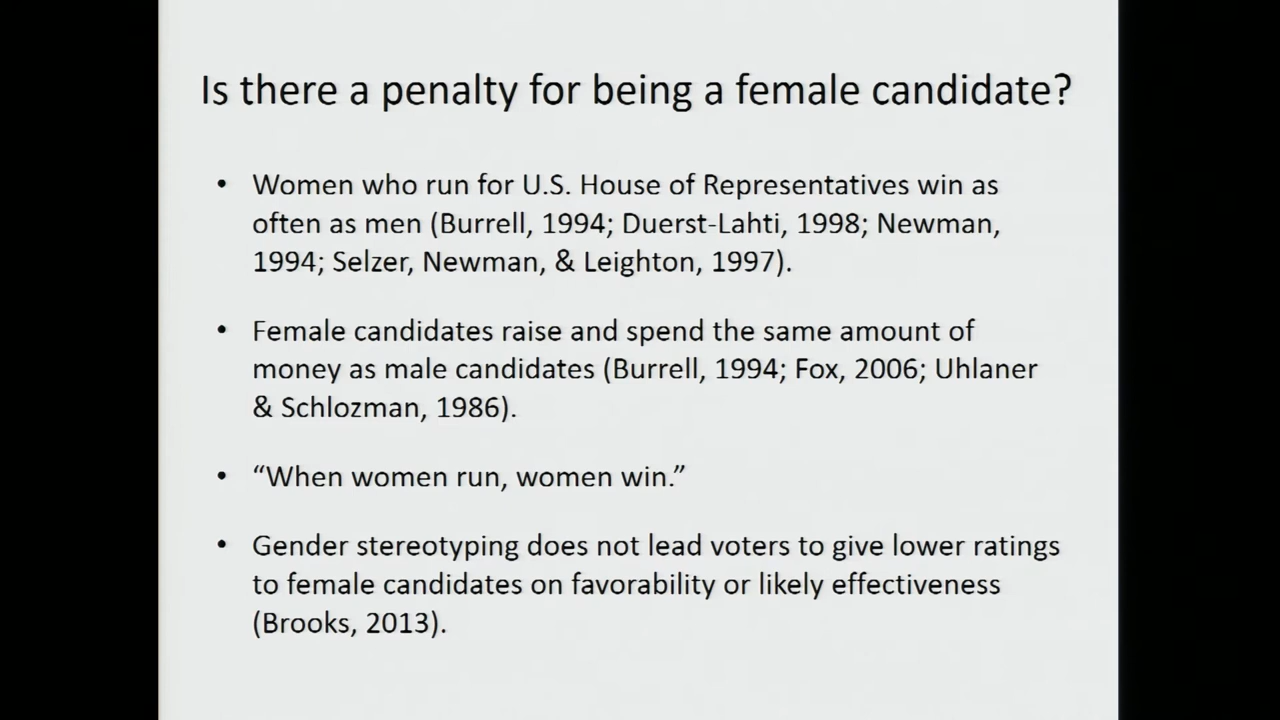 Is there a penalty for being a female candidate?
• Women who run for U.S. House of Representatives win as
often as men (Burrell, 1994; Duerst-Lahti, 1998; Newman,
1994; Selzer, Newman, & Leighton, 1997).
• Female candidates raise and spend the same amount of
money as male candidates (Burrell, 1994; Fox, 2006; Uhlaner
& Schlozman, 1986).
• “When women run, women win.”
• Gender stereotyping does not lead voters to give lower ratings
to female candidates on favorability or likely effectiveness
(Brooks, 2013).